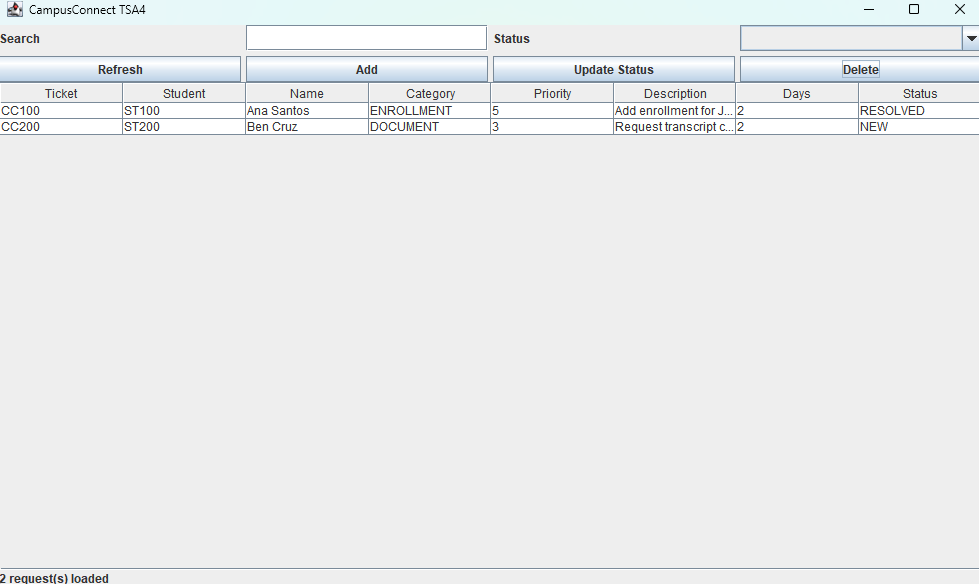 CampusConnect TSA4
Search Status
Refresh Add Update Status Delete
Ticket Student Name Category Priority Description Days Status
CC100 ST100 Ana Santos ENROLLMENT 5 Add enrollment for J... 2 RESOLVED
CC200 ST200 Ben Cruz DOCUMENT 3 Request transcript c... 2 NEW
2 request(s) loaded